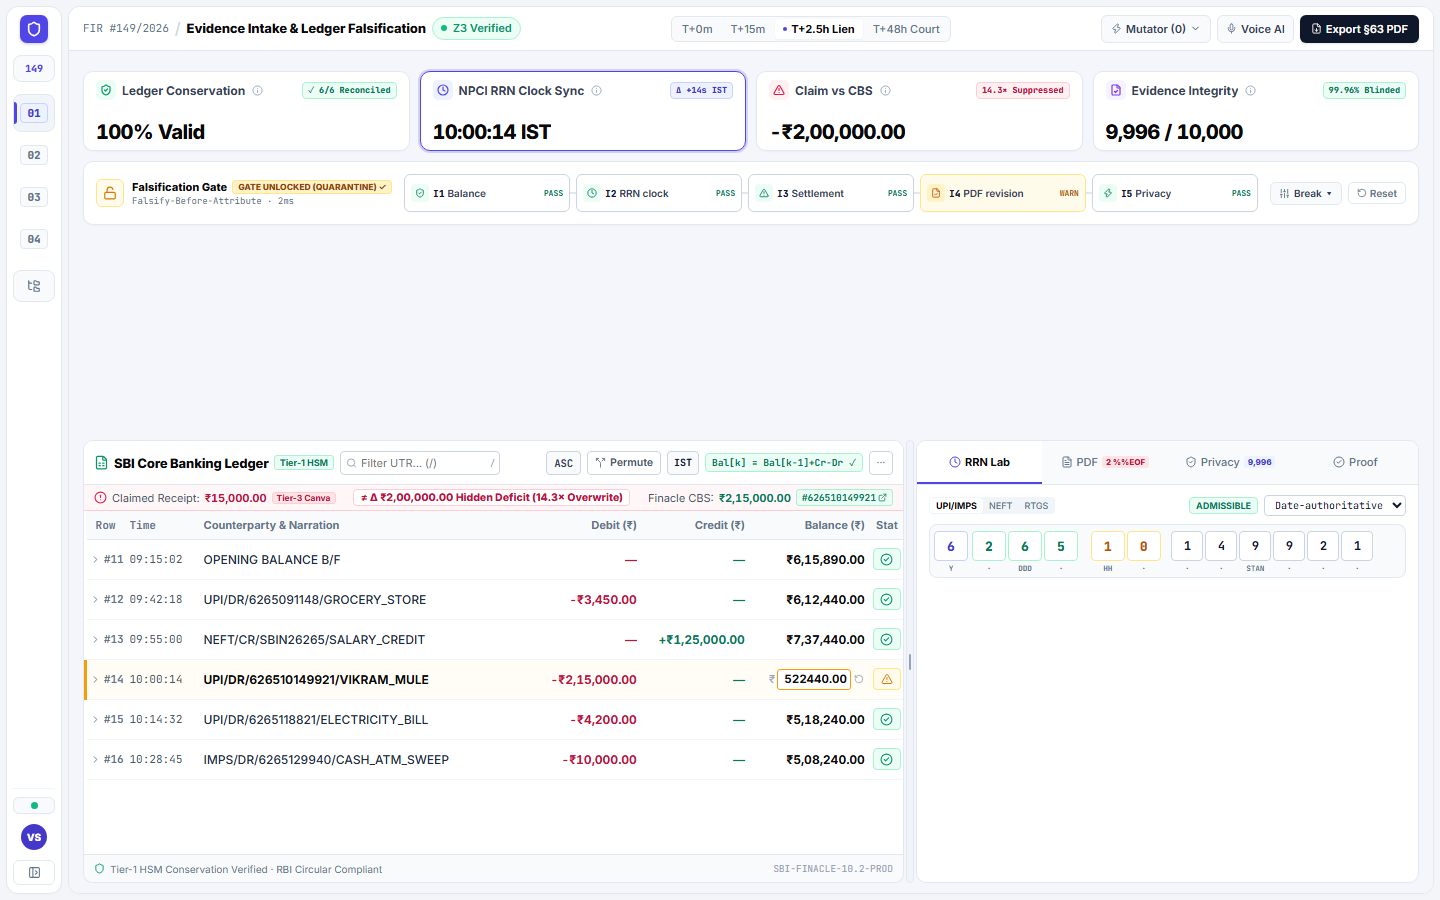 FIR #149/2026 / Evidence Intake & Ledger Falsification Z3 Verified T+0m T+15m T+2.5h Lien T+48h Court Mutator (0) Voice AI Export §63 PDF
149
01
02
03
04
VS
Ledger Conservation ✓ 6/6 Reconciled
100% Valid
NPCI RRN Clock Sync Δ +14s IST
10:00:14 IST
Claim vs CBS 14.3× Suppressed
-₹2,00,000.00
Evidence Integrity 99.96% Blinded
9,996 / 10,000
Falsification Gate GATE UNLOCKED (QUARANTINE) ✓
Falsify-Before-Attribute · 2ms
I1 Balance PASS
I2 RRN clock PASS
I3 Settlement PASS
I4 PDF revision WARN
I5 Privacy PASS
Break ▾ Reset
SBI Core Banking Ledger Tier-1 HSM Filter UTR... (/) / ASC Permute IST Bal[k] = Bal[k-1]+Cr-Dr ✓ ...
Claimed Receipt: ₹15,000.00 Tier-3 Canva ≠ Δ ₹2,00,000.00 Hidden Deficit (14.3× Overwrite) Finacle CBS: ₹2,15,000.00 #626510149921
Row Time Counterparty & Narration Debit (₹) Credit (₹) Balance (₹) Stat
#11 09:15:02 OPENING BALANCE B/F — — ₹6,15,890.00
#12 09:42:18 UPI/DR/6265091148/GROCERY_STORE -₹3,450.00 — ₹6,12,440.00
#13 09:55:00 NEFT/CR/SBIN26265/SALARY_CREDIT — +₹1,25,000.00 ₹7,37,440.00
#14 10:00:14 UPI/DR/626510149921/VIKRAM_MULE -₹2,15,000.00 — ₹ 522440.00
#15 10:14:32 UPI/DR/6265118821/ELECTRICITY_BILL -₹4,200.00 — ₹5,18,240.00
#16 10:28:45 IMPS/DR/6265129940/CASH_ATM_SWEEP -₹10,000.00 — ₹5,08,240.00
Tier-1 HSM Conservation Verified · RBI Circular Compliant SBI-FINACLE-10.2-PROD
RRN Lab PDF 2 %%EOF Privacy 9,996 Proof
UPI/IMPS NEFT RTGS ADMISSIBLE Date-authoritative
6 2 6 5 1 0 1 4 9 9 2 1
Y · DDD · HH · · · STAN · · ·